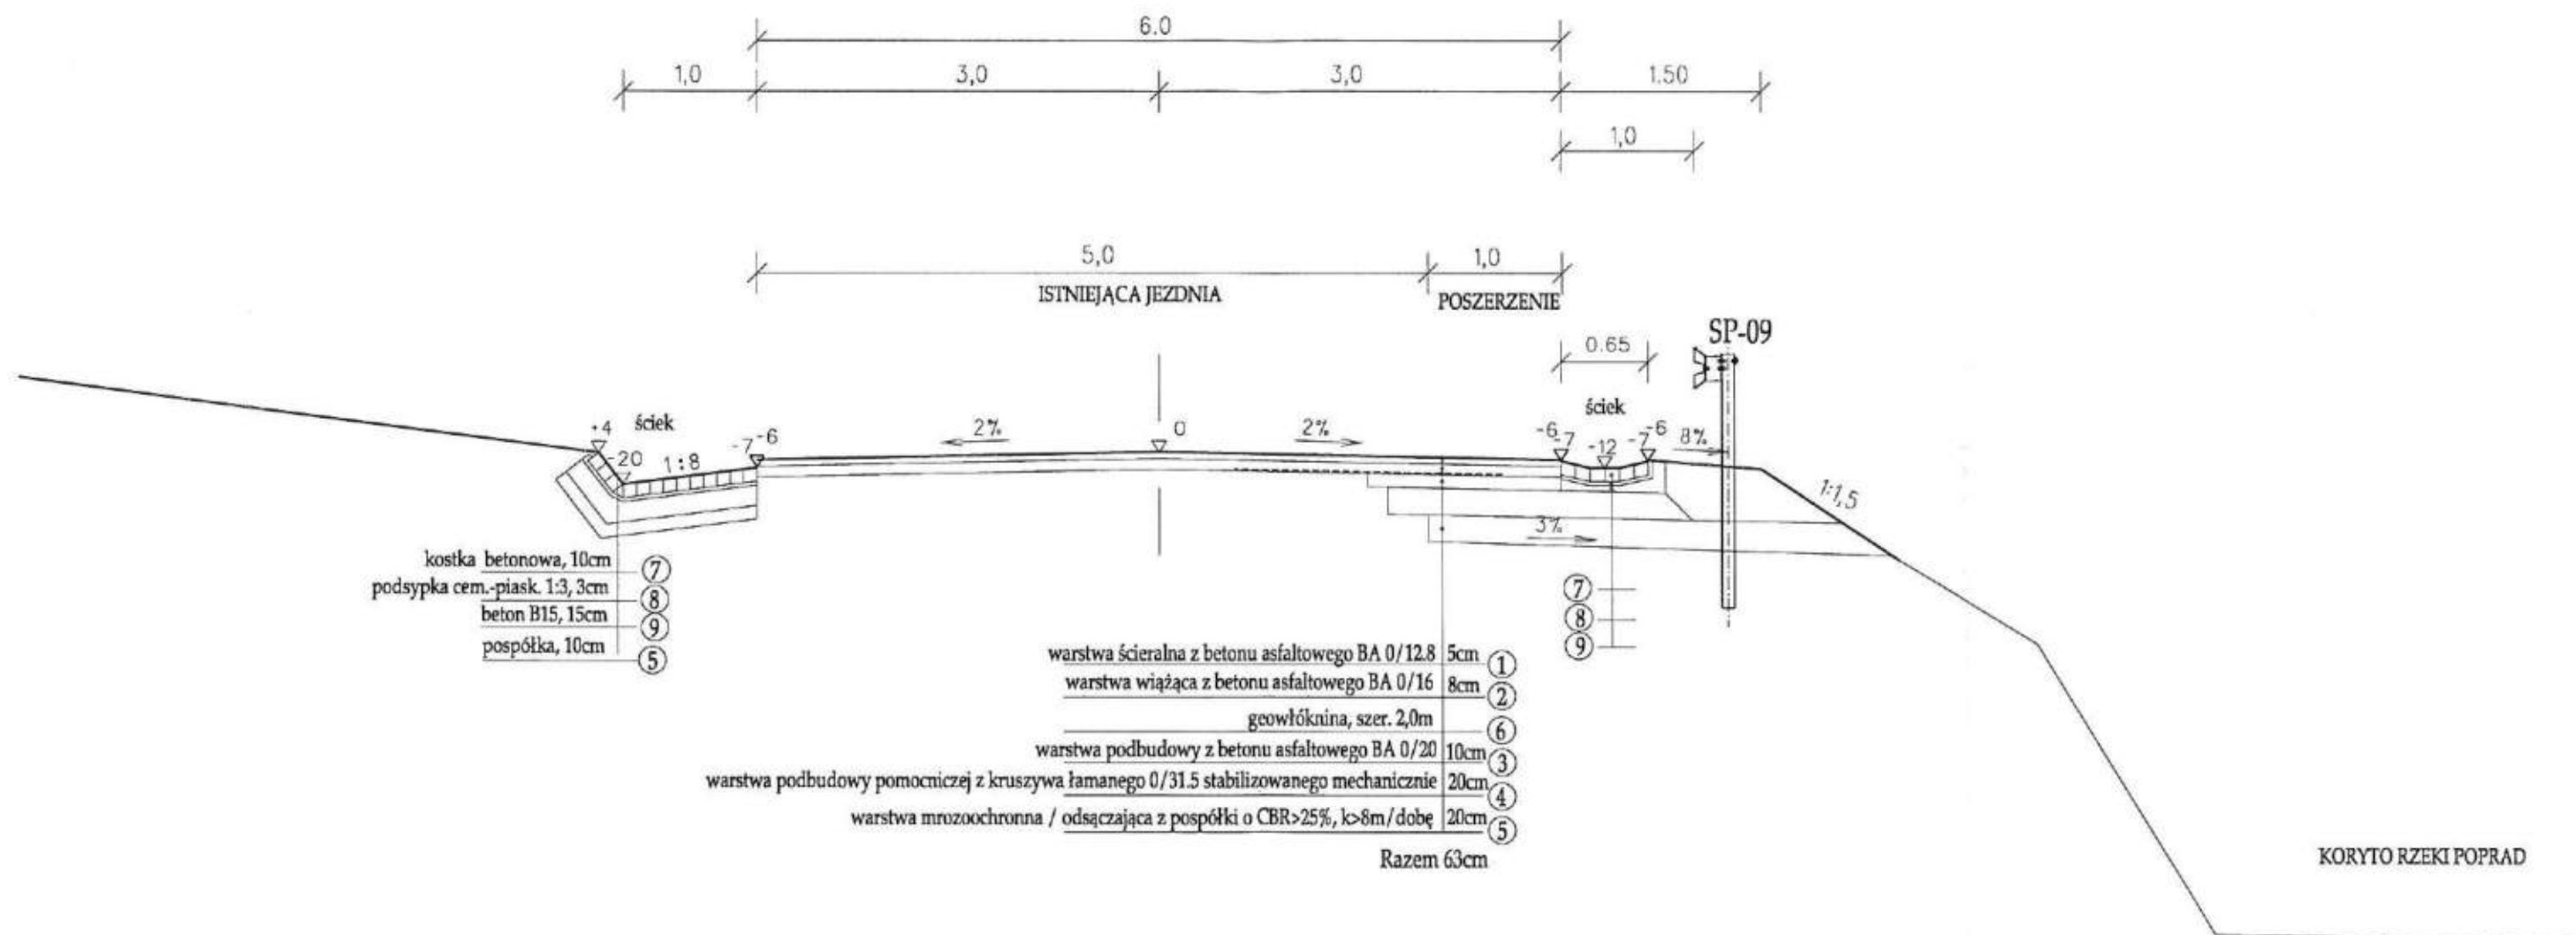 6.0
1,0
3,0
3,0
1.50
1,0
5,0
1,0
ISTNIEJĄCA JEZDNIA
POSZERZENIE
SP-09
0.65
ściek
ściek
+4
-20
1:8
-7
-6
2%
0
2%
-6
-7
-12
-7
-6
8%
1:1,5
3%
kostka betonowa, 10cm 7
podsypka cem.-piask. 1:3, 3cm 8
beton B15, 15cm 9
pospółka, 10cm 5
7
8
9
warstwa ścieralna z betonu asfaltowego BA 0/12.8 5cm 1
warstwa wiążąca z betonu asfaltowego BA 0/16 8cm 2
geowłóknina, szer. 2,0m 6
warstwa podbudowy z betonu asfaltowego BA 0/20 10cm 3
warstwa podbudowy pomocniczej z kruszywa łamanego 0/31.5 stabilizowanego mechanicznie 20cm 4
warstwa mrozoochronna / odsączająca z pospółki o CBR>25%, k>8m/dobę 20cm 5
Razem 63cm
KORYTO RZEKI POPRAD